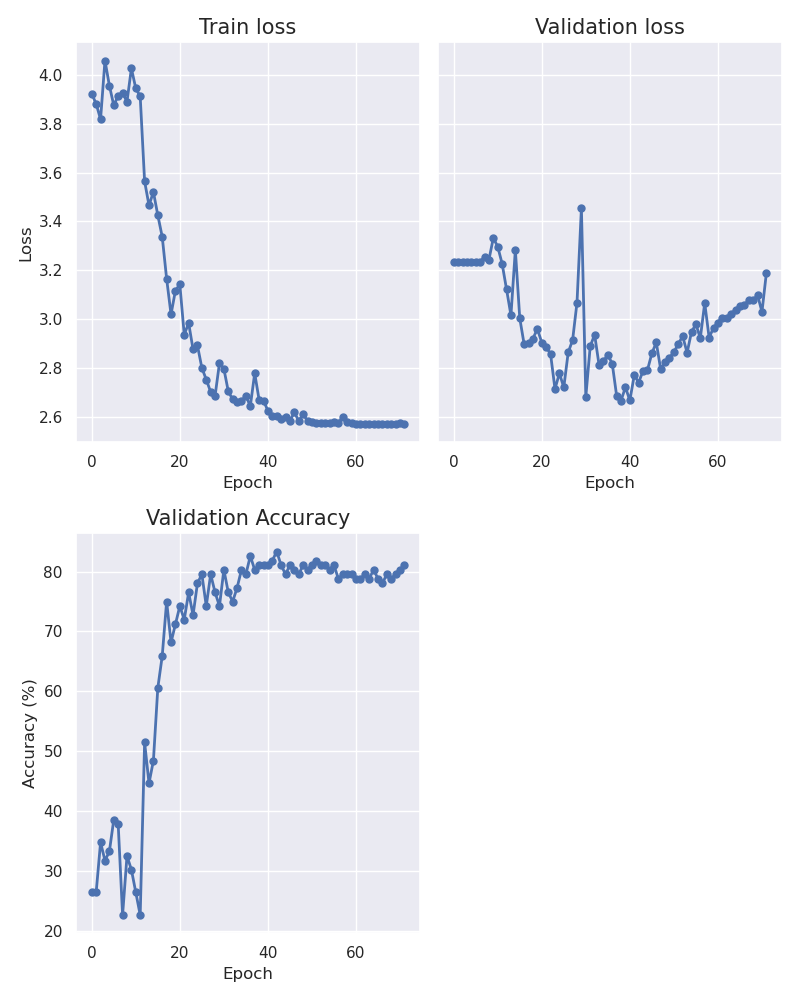 Train loss
Validation loss
Loss
4.0
3.8
3.6
3.4
3.2
3.0
2.8
2.6
0 20 40 60
0 20 40 60
Epoch
Epoch
Validation Accuracy
Accuracy (%)
80
70
60
50
40
30
20
0 20 40 60
Epoch